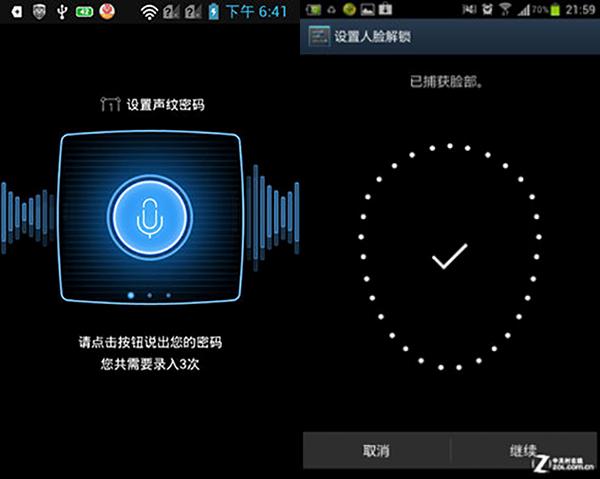 42
下午 6:41
设置声纹密码
请点击按钮说出您的密码
您共需要录入3次
70%
21:59
设置人脸解锁
已捕获脸部。
取消
继续
中关村在线
ZOL.COM.CN